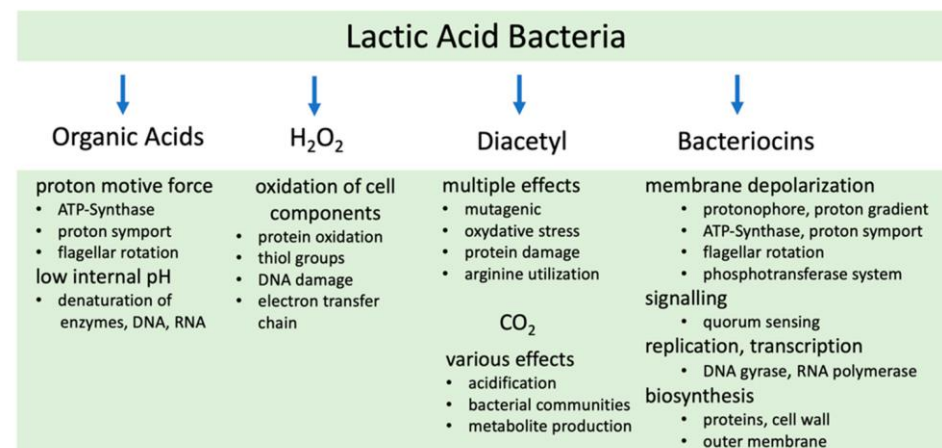 Lactic Acid Bacteria
Organic Acids
proton motive force
• ATP-Synthase
• proton symport
• flagellar rotation
low internal pH
• denaturation of
enzymes, DNA, RNA
H₂O₂
oxidation of cell
components
• protein oxidation
• thiol groups
• DNA damage
• electron transfer
chain
Diacetyl
multiple effects
• mutagenic
• oxydative stress
• protein damage
• arginine utilization
CO₂
various effects
• acidification
• bacterial communities
• metabolite production
Bacteriocins
membrane depolarization
• protonophore, proton gradient
• ATP-Synthase, proton symport
• flagellar rotation
• phosphotransferase system
signalling
• quorum sensing
replication, transcription
• DNA gyrase, RNA polymerase
biosynthesis
• proteins, cell wall
• outer membrane